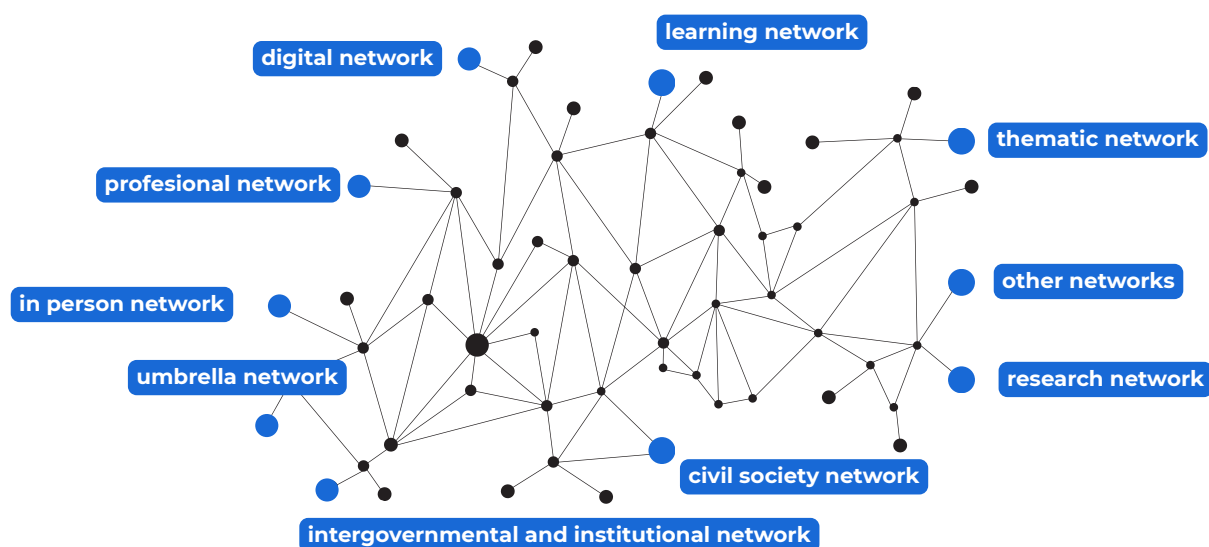 learning network
digital network
thematic network
profesional network
other networks
in person network
umbrella network
research network
civil society network
intergovernmental and institutional network